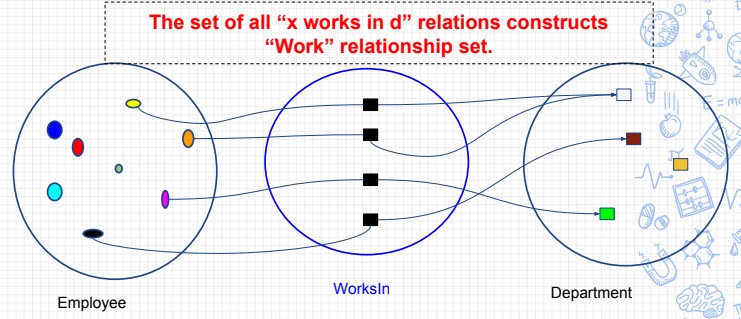 The set of all “x works in d” relations constructs
“Work” relationship set.
WorksIn
Employee
Department